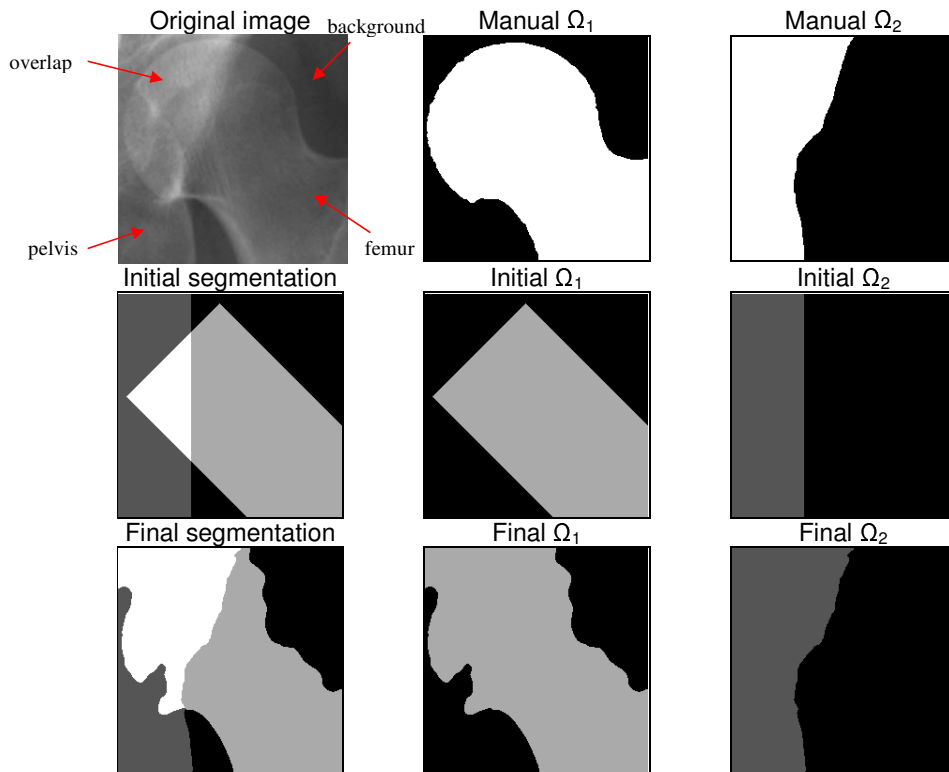 Original image
background
Manual Ω₁
Manual Ω₂
overlap
pelvis
femur
Initial segmentation
Initial Ω₁
Initial Ω₂
Final segmentation
Final Ω₁
Final Ω₂